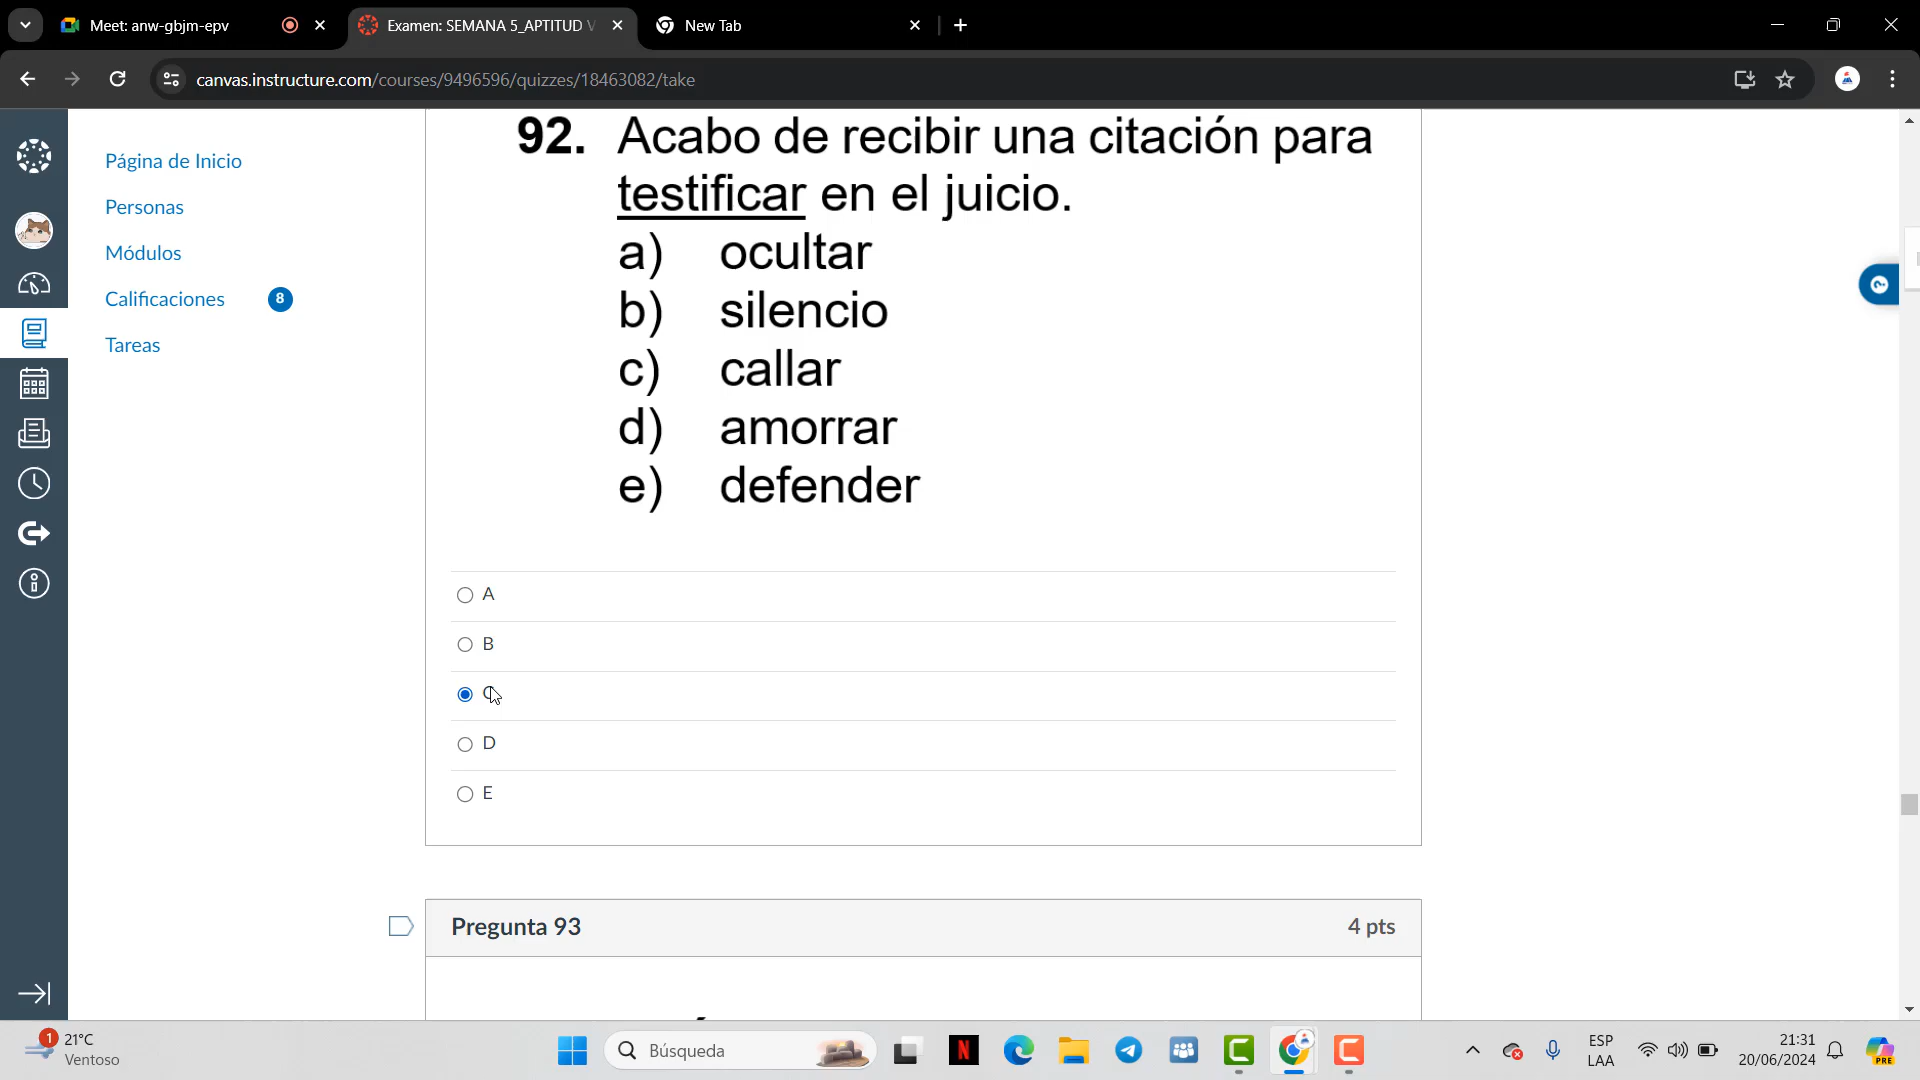 Meet: anw-gbjm-epv
Examen: SEMANA 5_APTITUD V
New Tab
canvas.instructure.com/courses/9496596/quizzes/18463082/take
Página de Inicio
Personas
Módulos
Calificaciones 8
Tareas
92. Acabo de recibir una citación para
testificar en el juicio.
a) ocultar
b) silencio
c) callar
d) amorrar
e) defender
A
B
C
D
E
Pregunta 93 4 pts
1
21°C
Ventoso
Búsqueda
N
ESP
LAA
21:31
20/06/2024
PRE